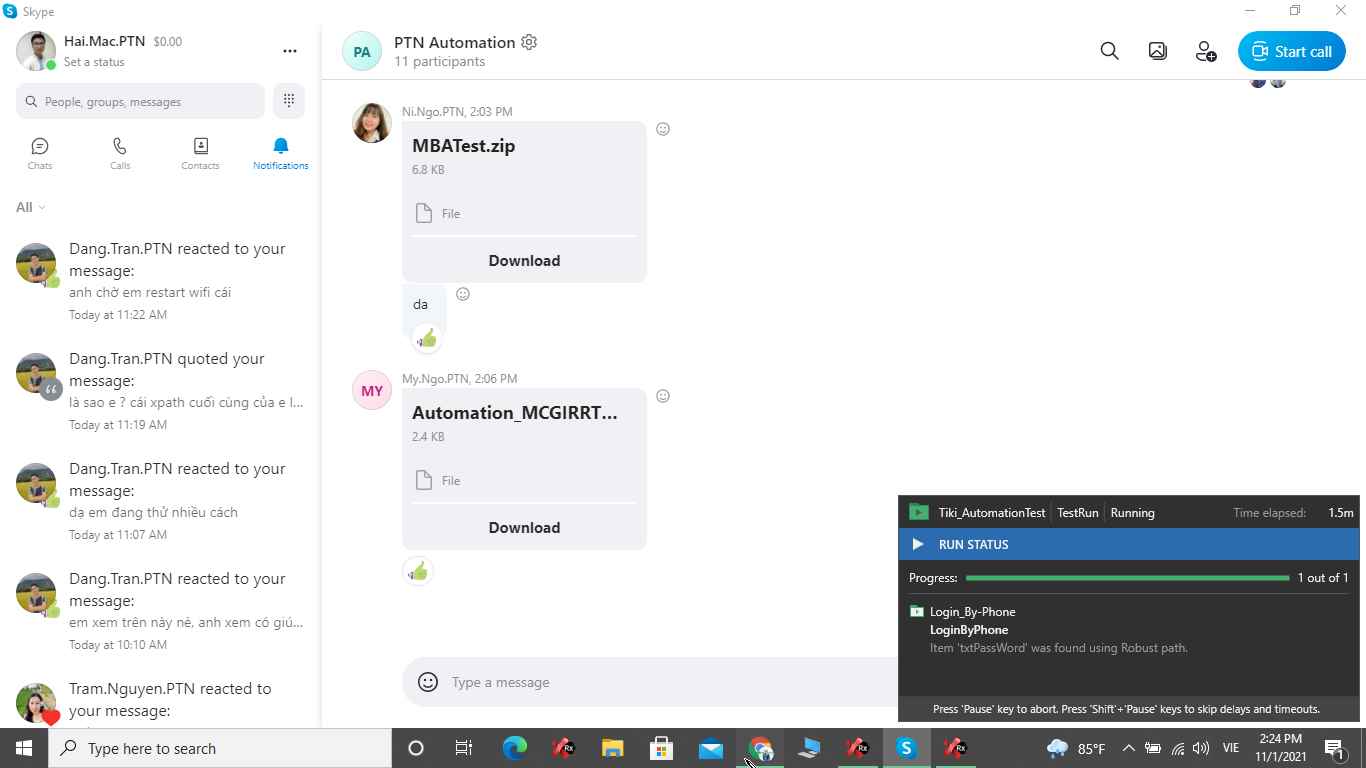 Skype
Hai.Mac.PTN $0.00
Set a status
People, groups, messages
Chats
Calls
Contacts
Notifications
All
Dang.Tran.PTN reacted to your
message:
anh chờ em restart wifi cái
Today at 11:22 AM
Dang.Tran.PTN quoted your
message:
là sao e ? cái xpath cuối cùng của e l...
Today at 11:19 AM
Dang.Tran.PTN reacted to your
message:
dạ em đang thử nhiều cách
Today at 11:07 AM
Dang.Tran.PTN reacted to your
message:
em xem trên này nè, anh xem có giú...
Today at 10:10 AM
Tram.Nguyen.PTN reacted to
your message:
PA
PTN Automation
11 participants
Start call
Ni.Ngo.PTN, 2:03 PM
MBATest.zip
6.8 KB
File
Download
da
MY
My.Ngo.PTN, 2:06 PM
Automation_MCGIRRT...
2.4 KB
File
Download
Type a message
Tiki_AutomationTest TestRun Running Time elapsed: 1.5m
RUN STATUS
Progress: 1 out of 1
Login_By-Phone
LoginByPhone
Item 'txtPassWord' was found using Robust path.
Press 'Pause' key to abort. Press 'Shift'+'Pause' keys to skip delays and timeouts.
Type here to search
Rx
Rx
Rx
85°F
VIE
2:24 PM
11/1/2021
1